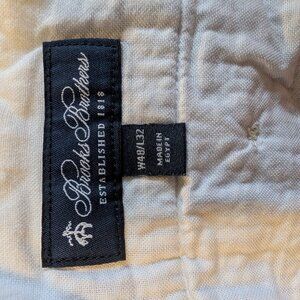 Brooks Brothers
ESTABLISHED 1818
W48/L32
MADE IN
EGYPT